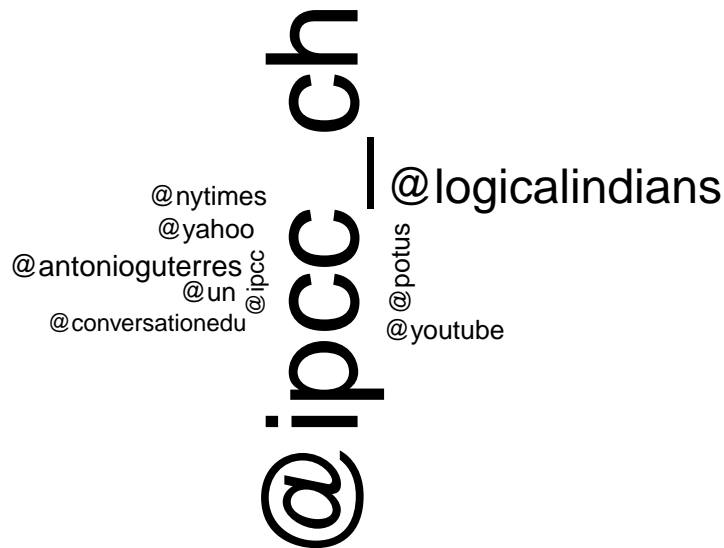 @ipcc_ch
@logicalindians
@nytimes
@yahoo
@antonioguterres
@ipcc
@un
@conversationedu
@potus
@youtube